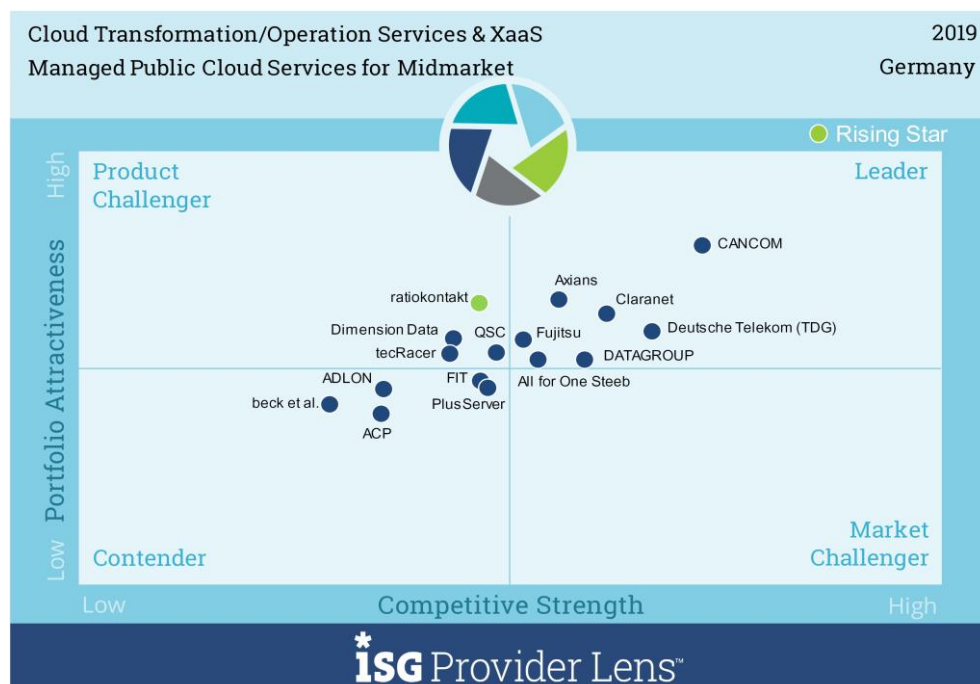 Cloud Transformation/Operation Services & XaaS
2019
Managed Public Cloud Services for Midmarket
Germany
Rising Star
High
Product
Challenger
Leader
CANCOM
Axians
ratiokontakt
Claranet
Dimension Data
QSC
Fujitsu
Deutsche Telekom (TDG)
tecRacer
DATAGROUP
ADLON
FIT
All for One Steeb
beck et al.
PlusServer
ACP
Portfolio Attractiveness
Low
Contender
Market
Challenger
Low
Competitive Strength
High
ISG Provider Lens™